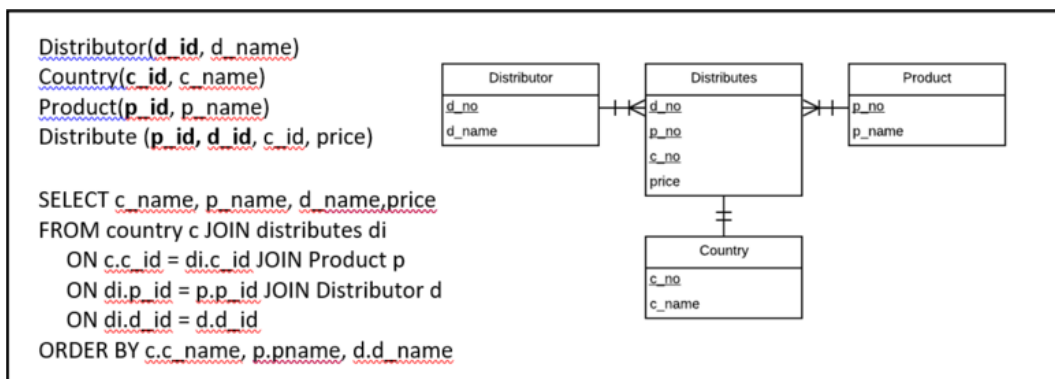 Distributor(d_id, d_name)
Country(c_id, c_name)
Product(p_id, p_name)
Distribute (p_id, d_id, c_id, price)
SELECT c_name, p_name, d_name,price
FROM country c JOIN distributes di
ON c.c_id = di.c_id JOIN Product p
ON di.p_id = p.p_id JOIN Distributor d
ON di.d_id = d.d_id
ORDER BY c.c_name, p.pname, d.d_name
Distributor
d_no
d_name
Distributes
d_no
p_no
c_no
price
Product
p_no
p_name
Country
c_no
c_name